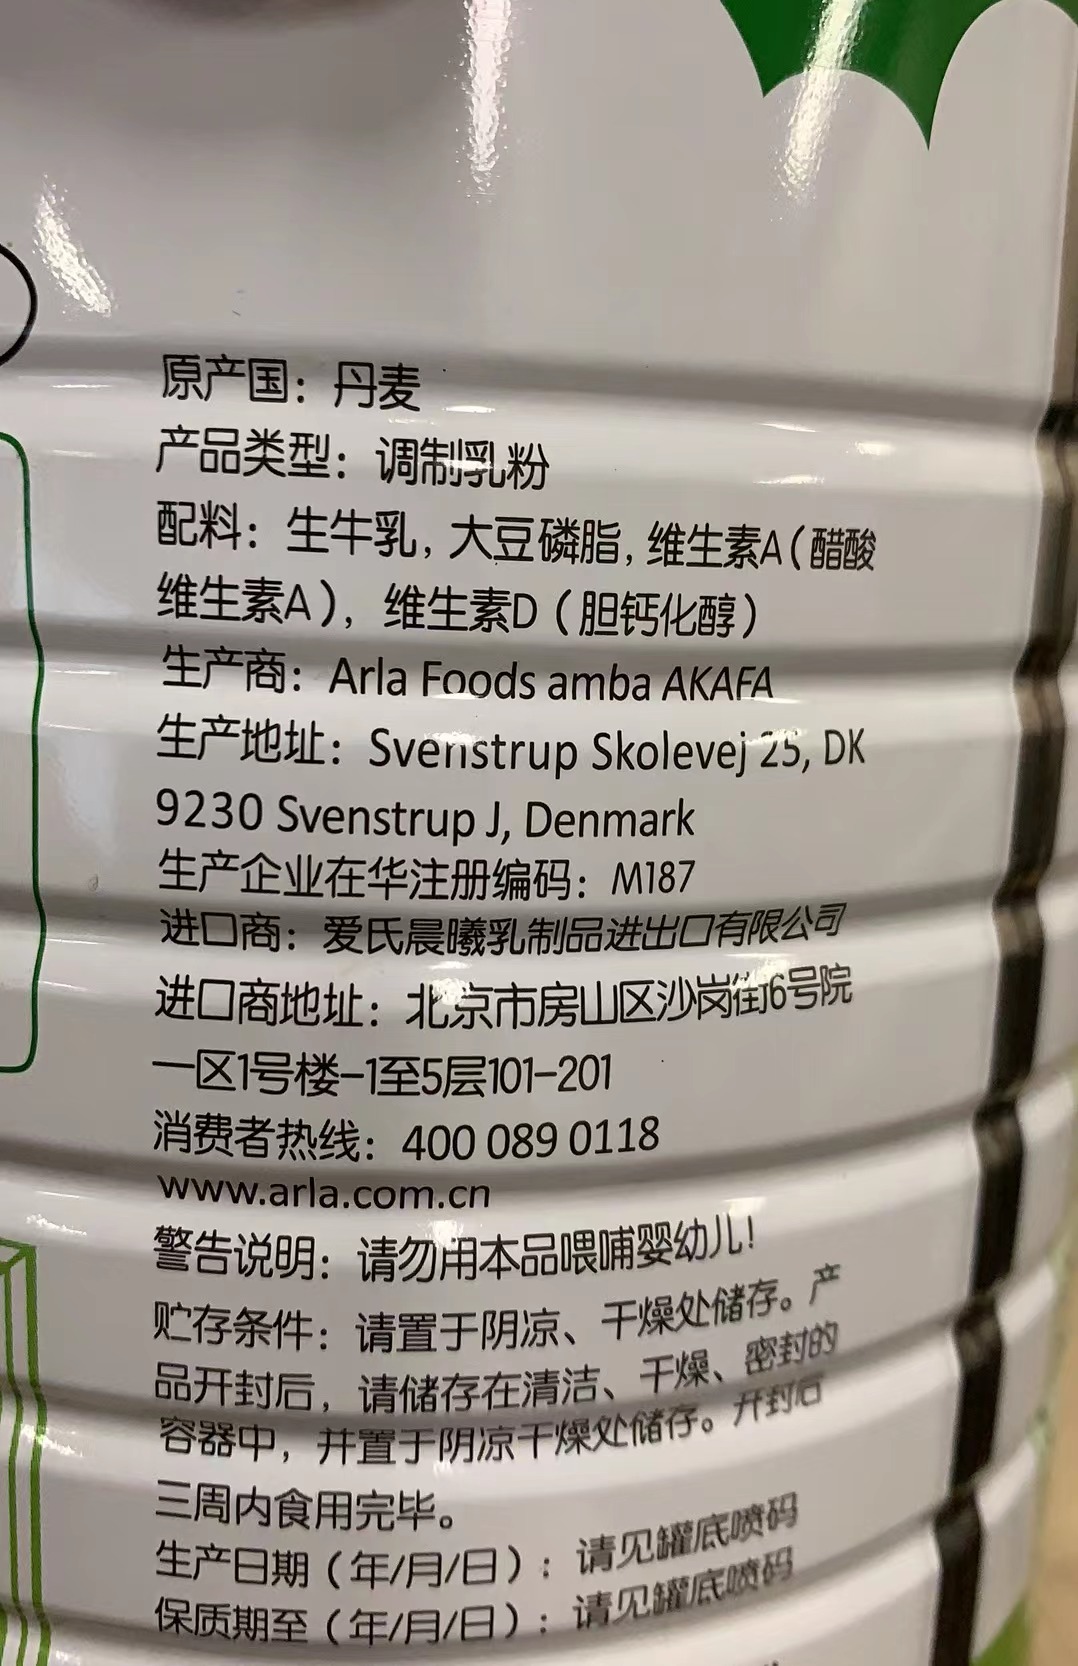 原产国：丹麦
产品类型：调制乳粉
配料：生牛乳, 大豆磷脂, 维生素A（醋酸
维生素A），维生素D（胆钙化醇）
生产商：Arla Foods amba AKAFA
生产地址：Svenstrup Skolevej 25, DK
9230 Svenstrup J, Denmark
生产企业在华注册编码：M187
进口商：爱氏晨曦乳制品进出口有限公司
进口商地址：北京市房山区沙岗街6号院
一区1号楼-1至5层101-201
消费者热线：400 089 0118
www.arla.com.cn
警告说明：请勿用本品喂哺婴幼儿！
贮存条件：请置于阴凉、干燥处储存。产
品开封后，请储存在清洁、干燥、密封的
容器中，并置于阴凉干燥处储存。开封后
三周内食用完毕。
生产日期（年/月/日）：请见罐底喷码
保质期至（年/月/日）：请见罐底喷码